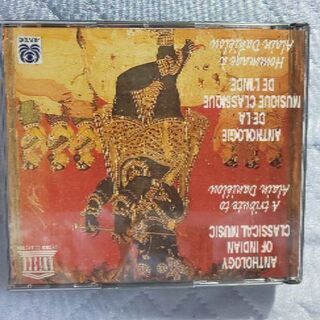 ANTHOLOGY
OF INDIAN
CLASSICAL MUSIC
A tribute to
Alain Daniélou
ANTHOLOGIE
DE LA
MUSIQUE CLASSIQUE
DE L'INDE
Hommage à
Alain Daniélou